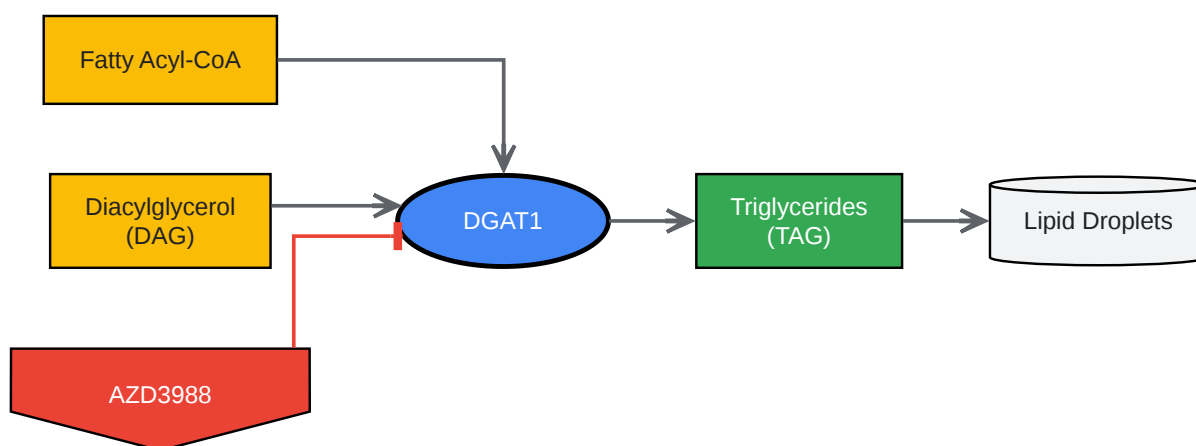 Fatty Acyl-CoA
Diacylglycerol
(DAG)
DGAT1
Triglycerides
(TAG)
Lipid Droplets
AZD3988